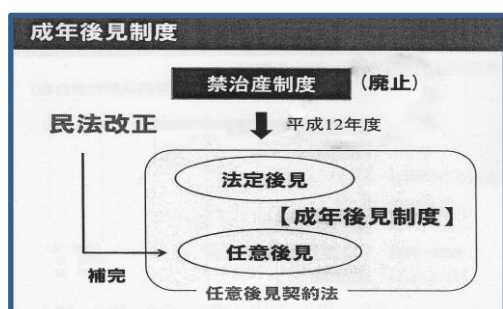 成年後見制度
禁治産制度 (廃止)
民法改正
平成12年度
法定後見
【成年後見制度】
任意後見
補完
任意後見契約法